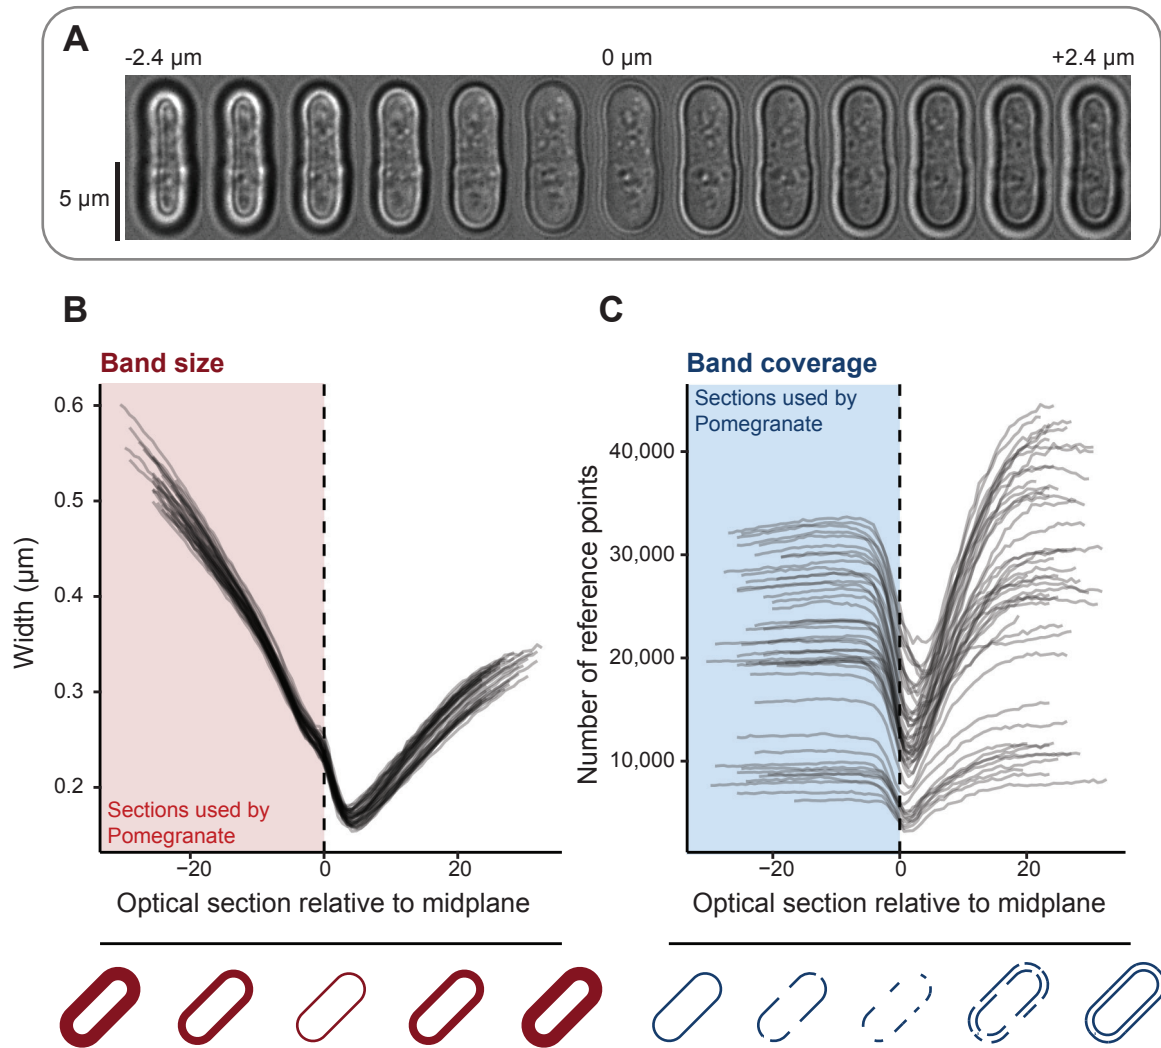 A
-2.4 µm 0 µm +2.4 µm
5 µm
B
Band size
0.6
0.5
0.4
0.3
0.2
Width (µm)
Sections used by
Pomegranate
−20 0 20
Optical section relative to midplane
C
Band coverage
Sections used by
Pomegranate
40,000
30,000
20,000
10,000
Number of reference points
−20 0 20
Optical section relative to midplane